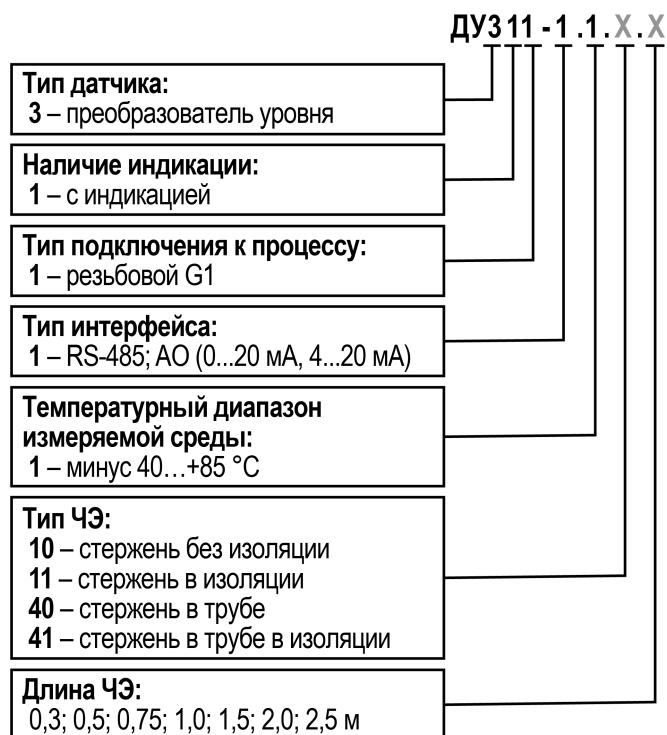 ДУ311-1.1.X.X
Тип датчика:
3 – преобразователь уровня
Наличие индикации:
1 – с индикацией
Тип подключения к процессу:
1 – резьбовой G1
Тип интерфейса:
1 – RS-485; АО (0...20 мА, 4...20 мА)
Температурный диапазон
измеряемой среды:
1 – минус 40…+85 °С
Тип ЧЭ:
10 – стержень без изоляции
11 – стержень в изоляции
40 – стержень в трубе
41 – стержень в трубе в изоляции
Длина ЧЭ:
0,3; 0,5; 0,75; 1,0; 1,5; 2,0; 2,5 м